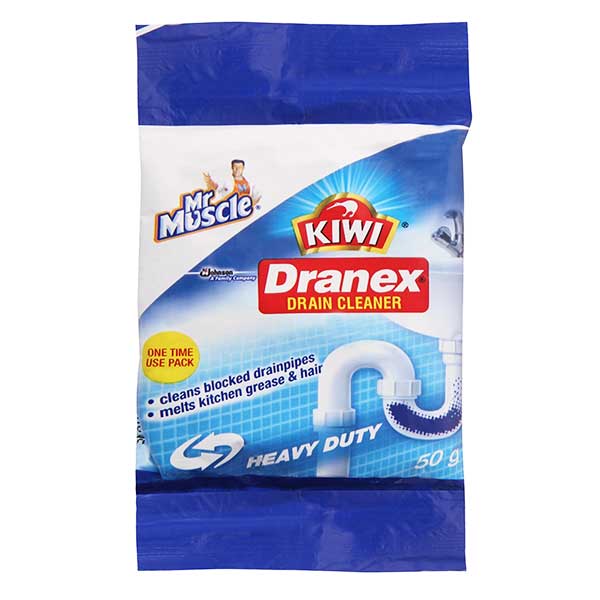 Mr
Muscle®
KIWI®
Johnson
A Family Company
Dranex®
DRAIN CLEANER
ONE TIME
USE PACK
• cleans blocked drainpipes
• melts kitchen grease & hair
HEAVY DUTY
50 g